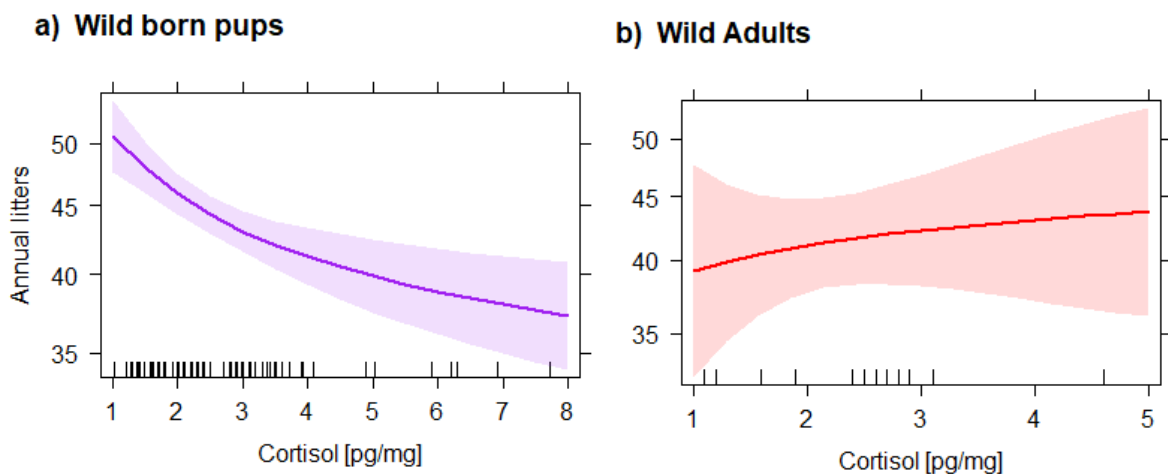 a) Wild born pups
50
45
40
35
Annual litters
1 2 3 4 5 6 7 8
Cortisol [pg/mg]
b) Wild Adults
50
45
40
35
1 2 3 4 5
Cortisol [pg/mg]